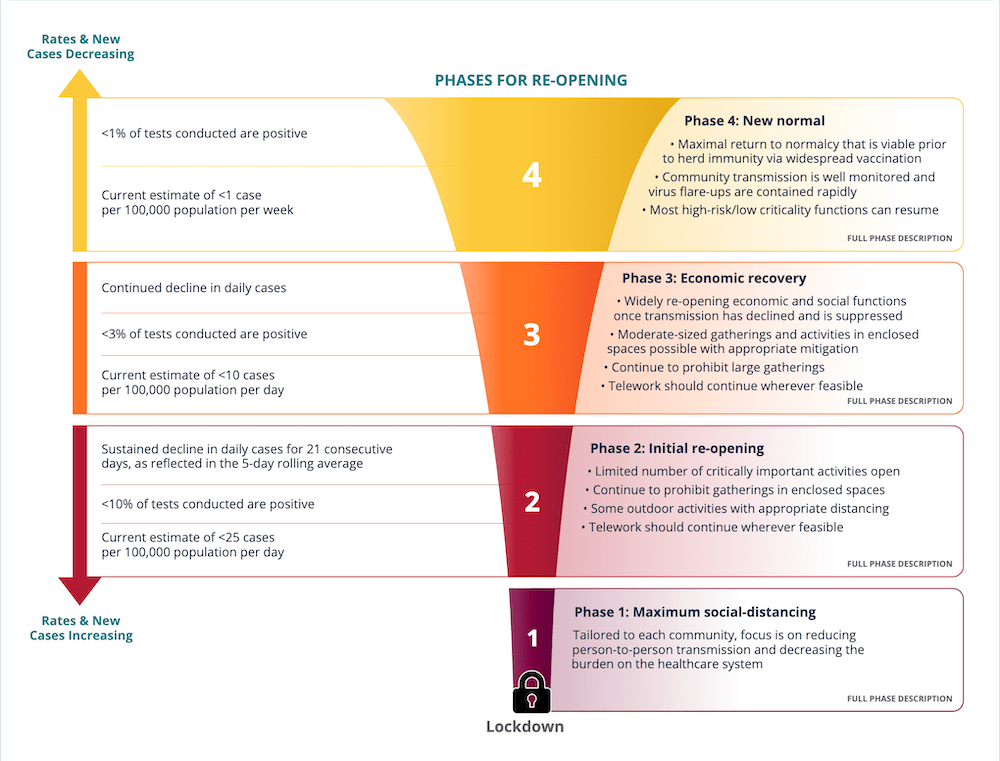 Rates & New
Cases Decreasing
PHASES FOR RE-OPENING
<1% of tests conducted are positive
Current estimate of <1 case
per 100,000 population per week
4
Phase 4: New normal
• Maximal return to normalcy that is viable prior
to herd immunity via widespread vaccination
• Community transmission is well monitored and
virus flare-ups are contained rapidly
• Most high-risk/low criticality functions can resume
FULL PHASE DESCRIPTION
Continued decline in daily cases
<3% of tests conducted are positive
Current estimate of <10 cases
per 100,000 population per day
3
Phase 3: Economic recovery
• Widely re-opening economic and social functions
once transmission has declined and is suppressed
• Moderate-sized gatherings and activities in enclosed
spaces possible with appropriate mitigation
• Continue to prohibit large gatherings
• Telework should continue wherever feasible
FULL PHASE DESCRIPTION
Sustained decline in daily cases for 21 consecutive
days, as reflected in the 5-day rolling average
<10% of tests conducted are positive
Current estimate of <25 cases
per 100,000 population per day
2
Phase 2: Initial re-opening
• Limited number of critically important activities open
• Continue to prohibit gatherings in enclosed spaces
• Some outdoor activities with appropriate distancing
• Telework should continue wherever feasible
FULL PHASE DESCRIPTION
Rates & New
Cases Increasing
1
Phase 1: Maximum social-distancing
Tailored to each community, focus is on reducing
person-to-person transmission and decreasing the
burden on the healthcare system
FULL PHASE DESCRIPTION
Lockdown